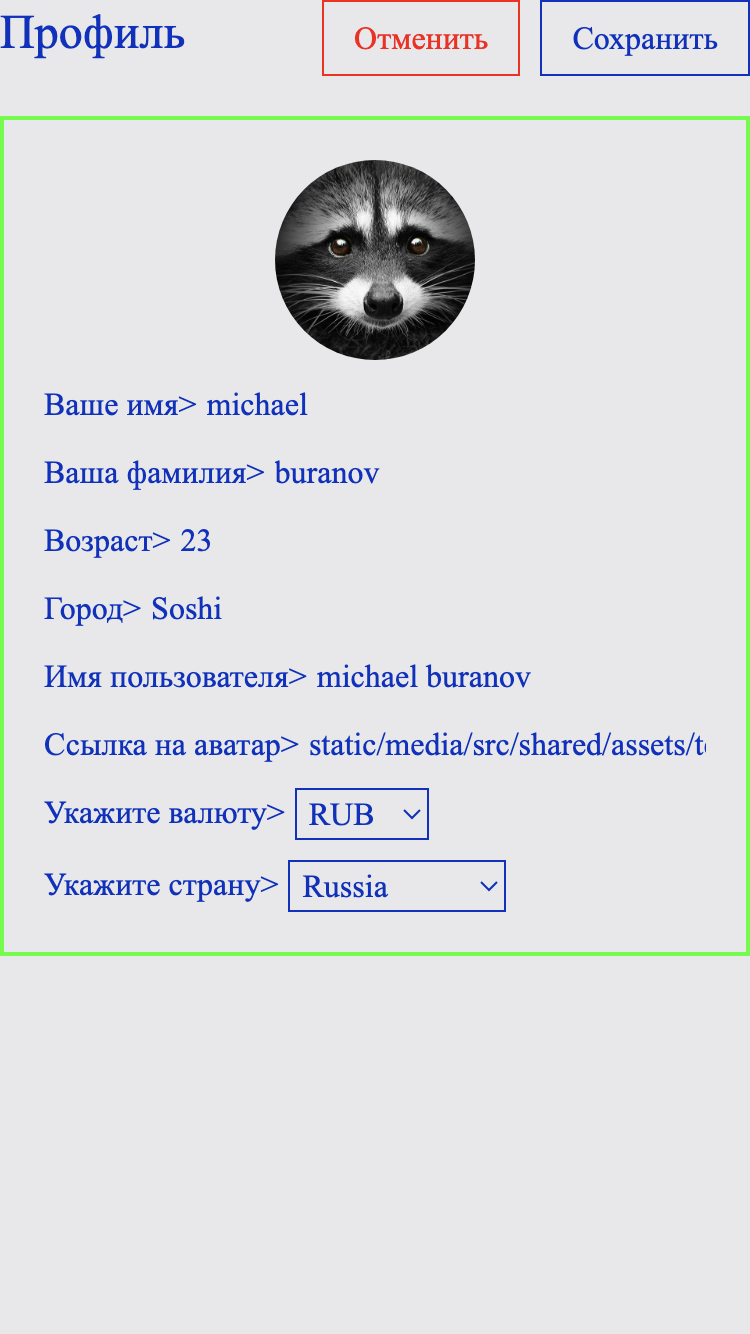 Профиль
Отменить
Сохранить
Ваше имя> michael
Ваша фамилия> buranov
Возраст> 23
Город> Soshi
Имя пользователя> michael buranov
Ссылка на аватар> static/media/src/shared/assets/te
Укажите валюту> RUB
Укажите страну> Russia